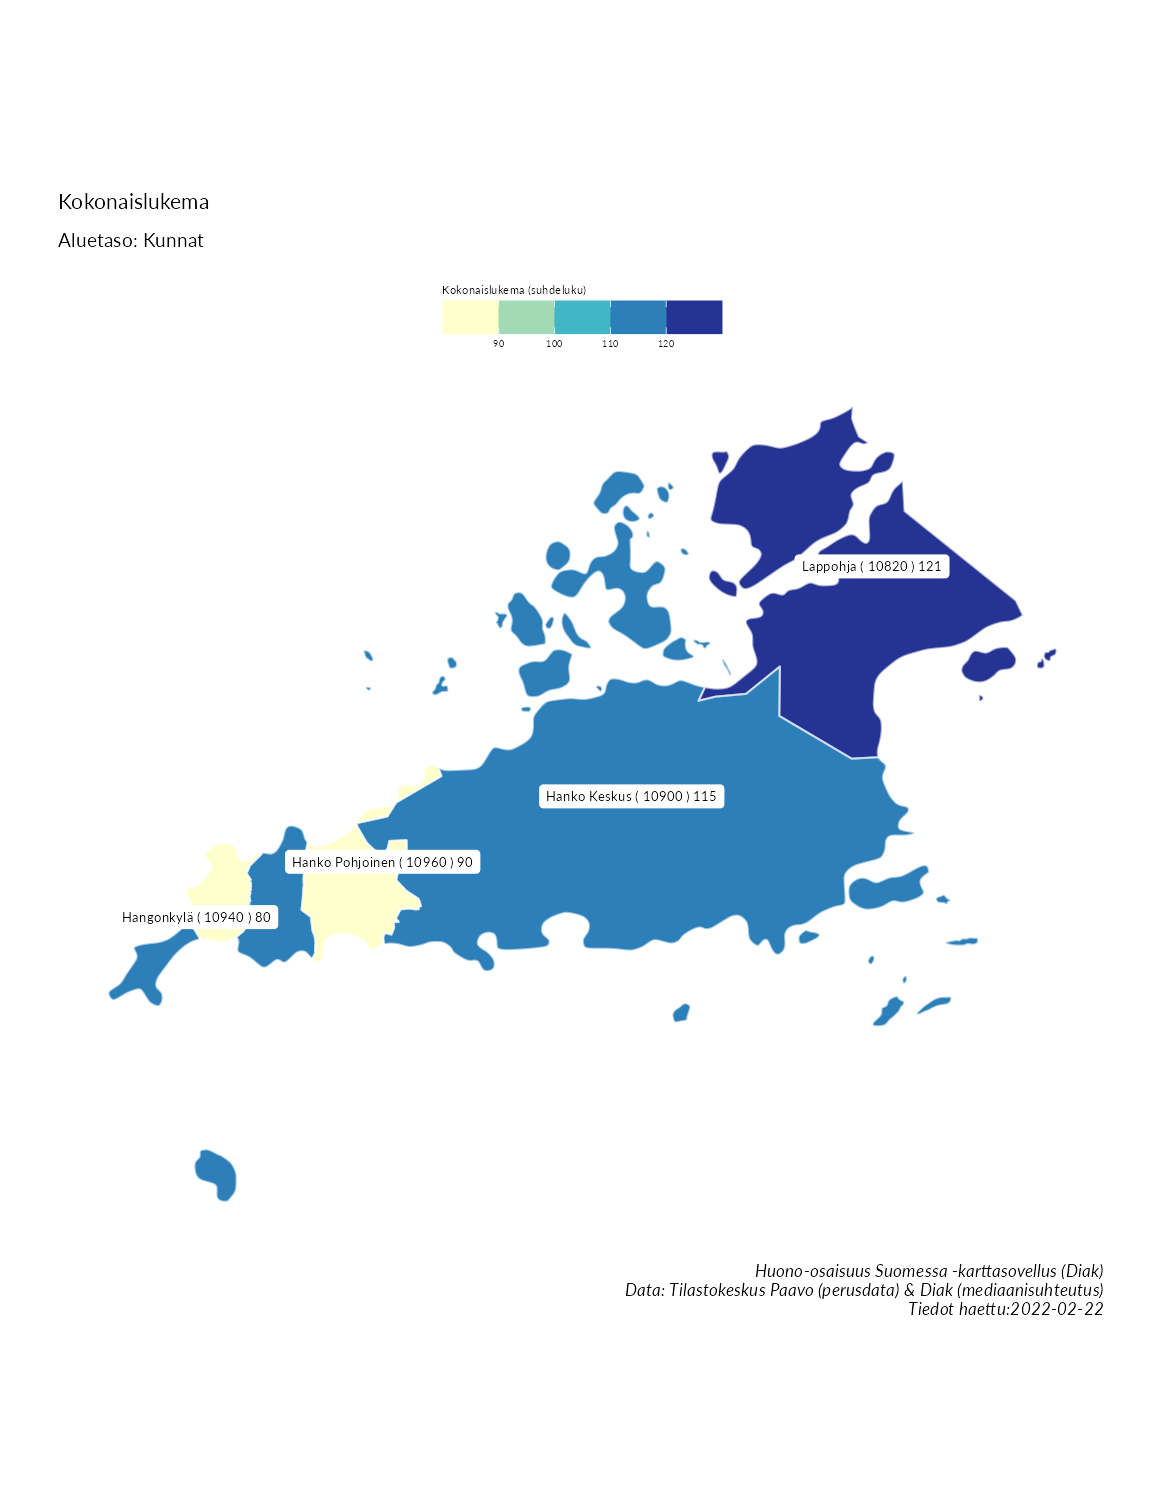 Kokonaislukema
Aluetaso: Kunnat
Kokonaislukema (suhdeluku)
90 100 110 120
Lappohja ( 10820 ) 121
Hanko Keskus ( 10900 ) 115
Hanko Pohjoinen ( 10960 ) 90
Hangonkylä ( 10940 ) 80
Huono-osaisuus Suomessa -karttasovellus (Diak)
Data: Tilastokeskus Paavo (perusdata) & Diak (mediaanisuhteutus)
Tiedot haettu:2022-02-22